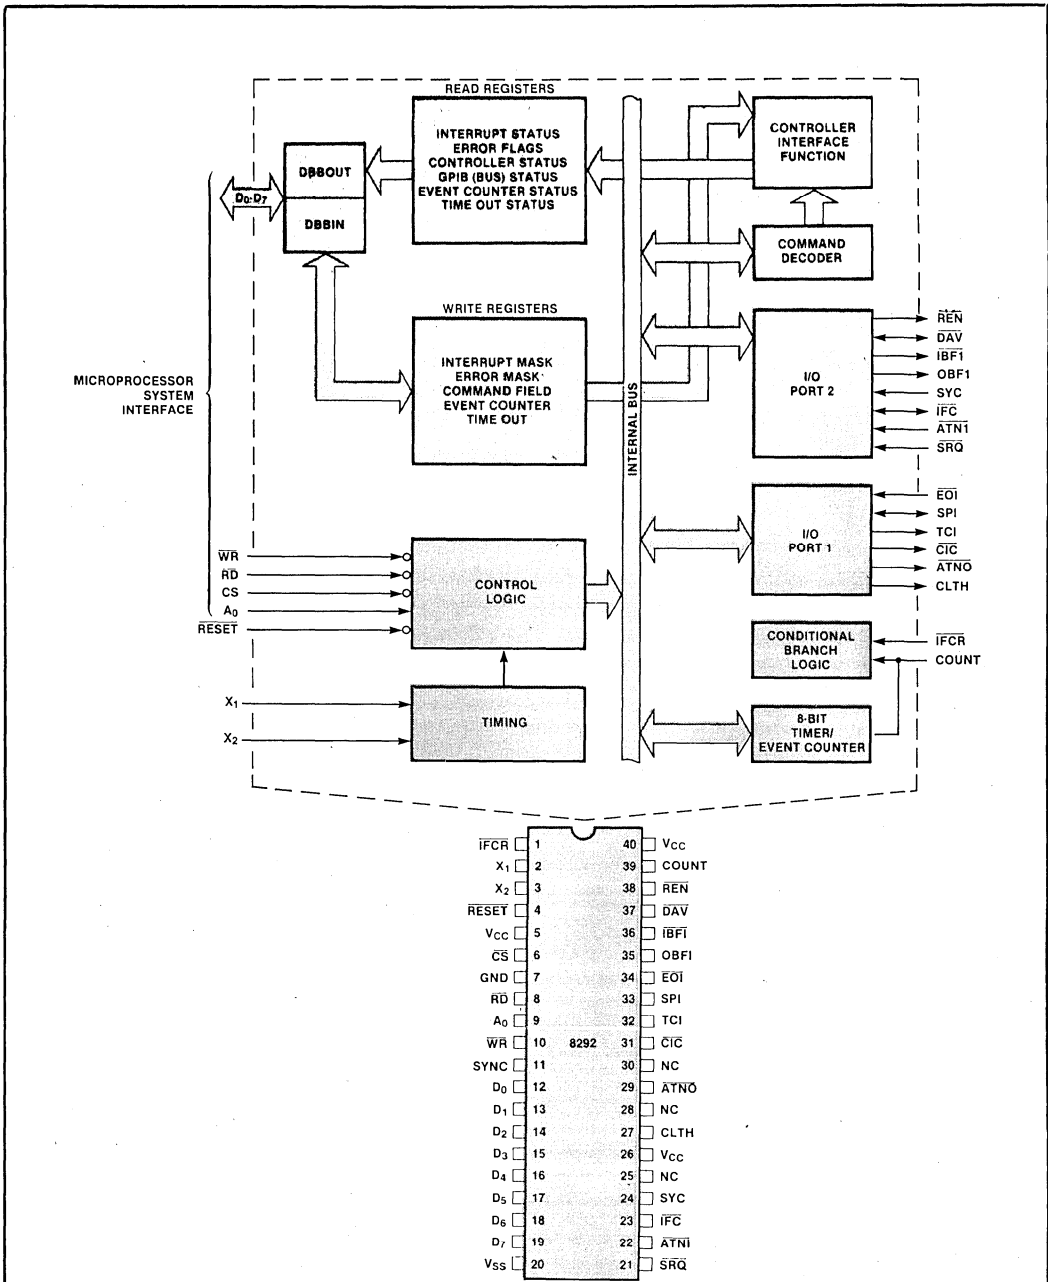 READ REGISTERS
INTERRUPT STATUS
ERROR FLAGS
CONTROLLER STATUS
GPIB (BUS) STATUS
EVENT COUNTER STATUS
TIME OUT STATUS
CONTROLLER
INTERFACE
FUNCTION
DBBOUT
D0-D7
DBBIN
COMMAND
DECODER
WRITE REGISTERS
INTERRUPT MASK
ERROR MASK
COMMAND FIELD
EVENT COUNTER
TIME OUT
MICROPROCESSOR
SYSTEM
INTERFACE
INTERNAL BUS
I/O
PORT 2
REN
DAV
IBF1
OBF1
SYC
IFC
ATN1
SRQ
I/O
PORT 1
EOI
SPI
TCI
CIC
ATNO
CLTH
WR
RD
CS
A0
RESET
CONTROL
LOGIC
CONDITIONAL
BRANCH
LOGIC
IFCR
COUNT
X1
X2
TIMING
8-BIT
TIMER/
EVENT COUNTER
8292
IFCR 1 40 VCC
X1 2 39 COUNT
X2 3 38 REN
RESET 4 37 DAV
VCC 5 36 IBFI
CS 6 35 OBFI
GND 7 34 EOI
RD 8 33 SPI
A0 9 32 TCI
WR 10 31 CIC
SYNC 11 30 NC
D0 12 29 ATNO
D1 13 28 NC
D2 14 27 CLTH
D3 15 26 VCC
D4 16 25 NC
D5 17 24 SYC
D6 18 23 IFC
D7 19 22 ATNI
VSS 20 21 SRQ